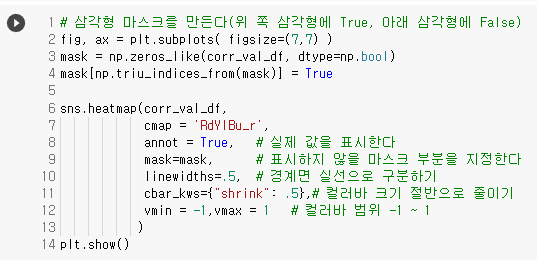 1 # 삼각형 마스크를 만든다(위 쪽 삼각형에 True, 아래 삼각형에 False)
2 fig, ax = plt.subplots( figsize=(7,7) )
3 mask = np.zeros_like(corr_val_df, dtype=np.bool)
4 mask[np.triu_indices_from(mask)] = True
5
6 sns.heatmap(corr_val_df,
7 cmap = 'RdYlBu_r',
8 annot = True, # 실제 값을 표시한다
9 mask=mask, # 표시하지 않을 마스크 부분을 지정한다
10 linewidths=.5, # 경계면 실선으로 구분하기
11 cbar_kws={"shrink": .5},# 컬러바 크기 절반으로 줄이기
12 vmin = -1,vmax = 1 # 컬러바 범위 -1 ~ 1
13 )
14 plt.show()